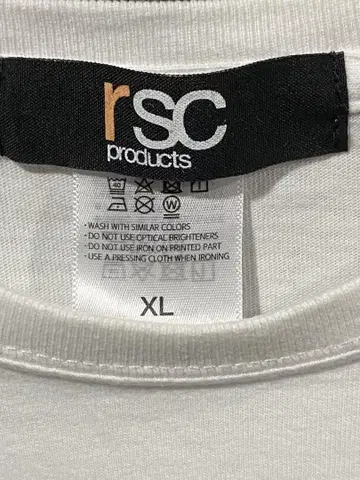 rsc
products
40
W
· WASH WITH SIMILAR COLORS
· DO NOT USE OPTICAL BRIGHTENERS
· DO NOT USE IRON ON PRINTED PART
· USE A PRESSING CLOTH WHEN IRONING
XL